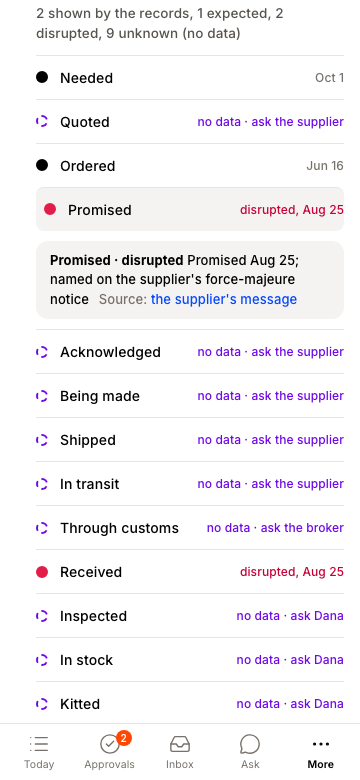 2 shown by the records, 1 expected, 2
disrupted, 9 unknown (no data)
Needed Oct 1
Quoted no data · ask the supplier
Ordered Jun 16
Promised disrupted, Aug 25
Promised · disrupted Promised Aug 25;
named on the supplier's force-majeure
notice Source: the supplier's message
Acknowledged no data · ask the supplier
Being made no data · ask the supplier
Shipped no data · ask the supplier
In transit no data · ask the supplier
Through customs no data · ask the broker
Received disrupted, Aug 25
Inspected no data · ask Dana
In stock no data · ask Dana
Kitted no data · ask Dana
2
Today Approvals Inbox Ask More